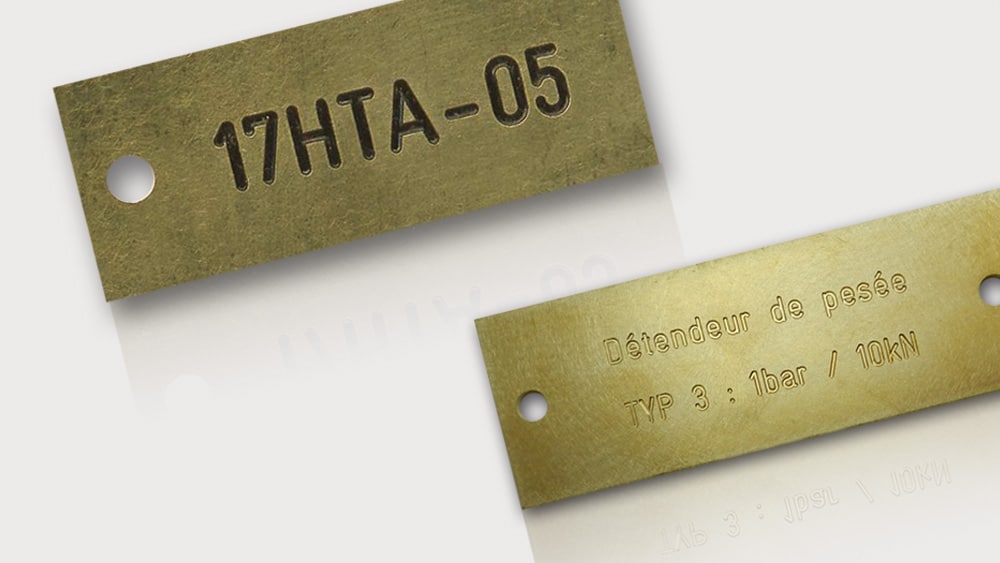 17HTA-05
Détendeur de pesée
TYP 3 : 1bar / 10kN